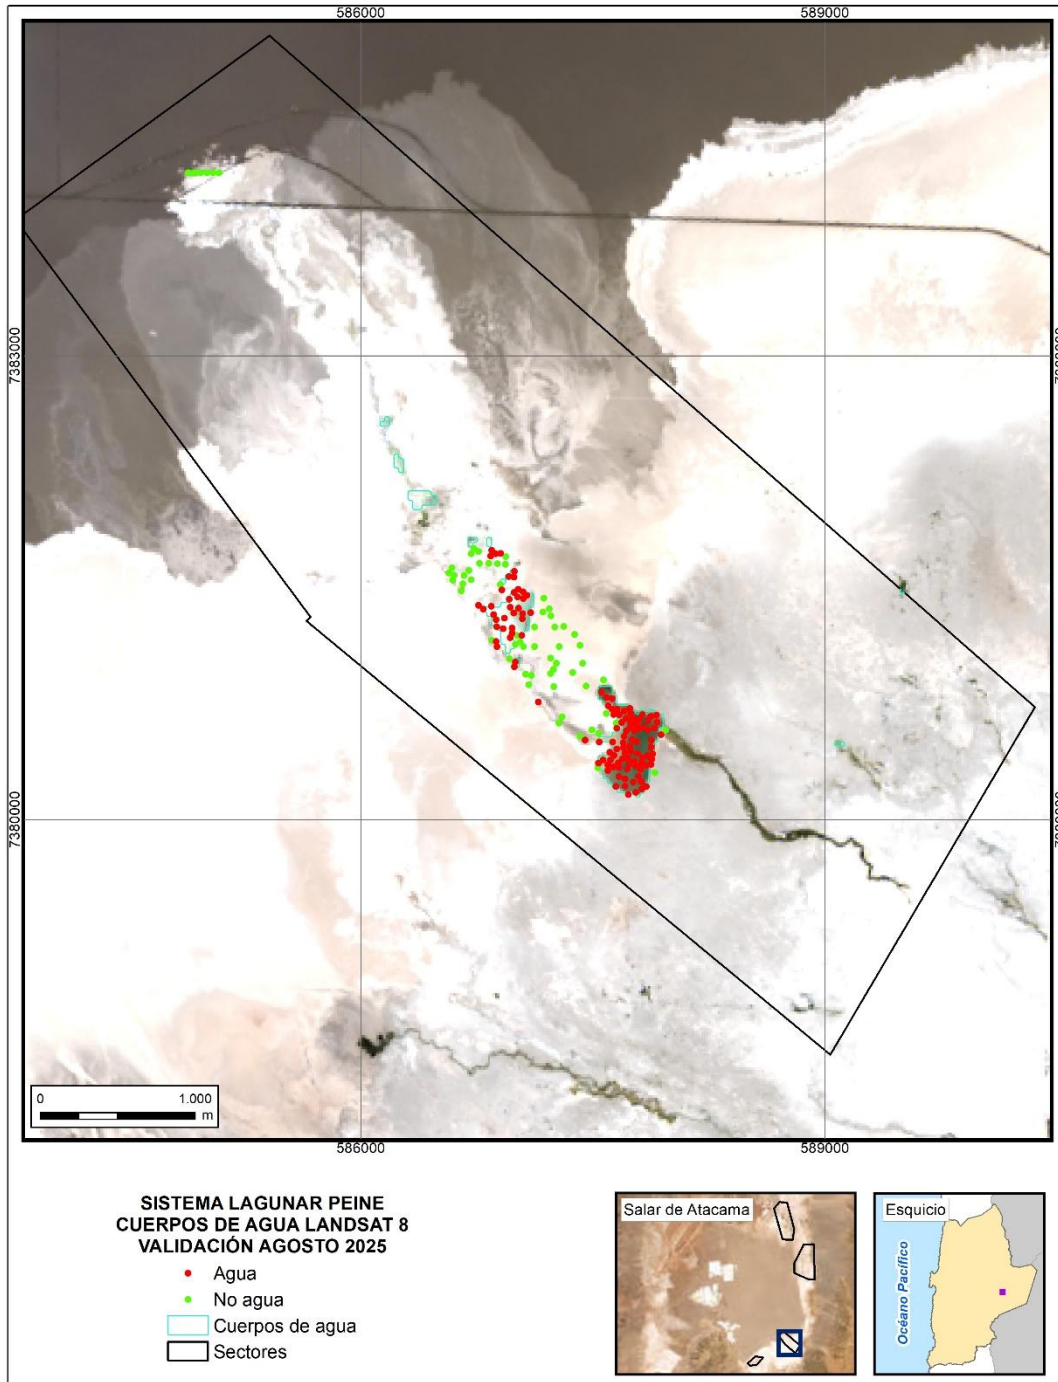 586000
589000
7383000
7380000
586000
589000
0
1.000
m
SISTEMA LAGUNAR PEINE
CUERPOS DE AGUA LANDSAT 8
VALIDACIÓN AGOSTO 2025
Agua
No agua
Cuerpos de agua
Sectores
Salar de Atacama
Esquicio
Océano Pacífico